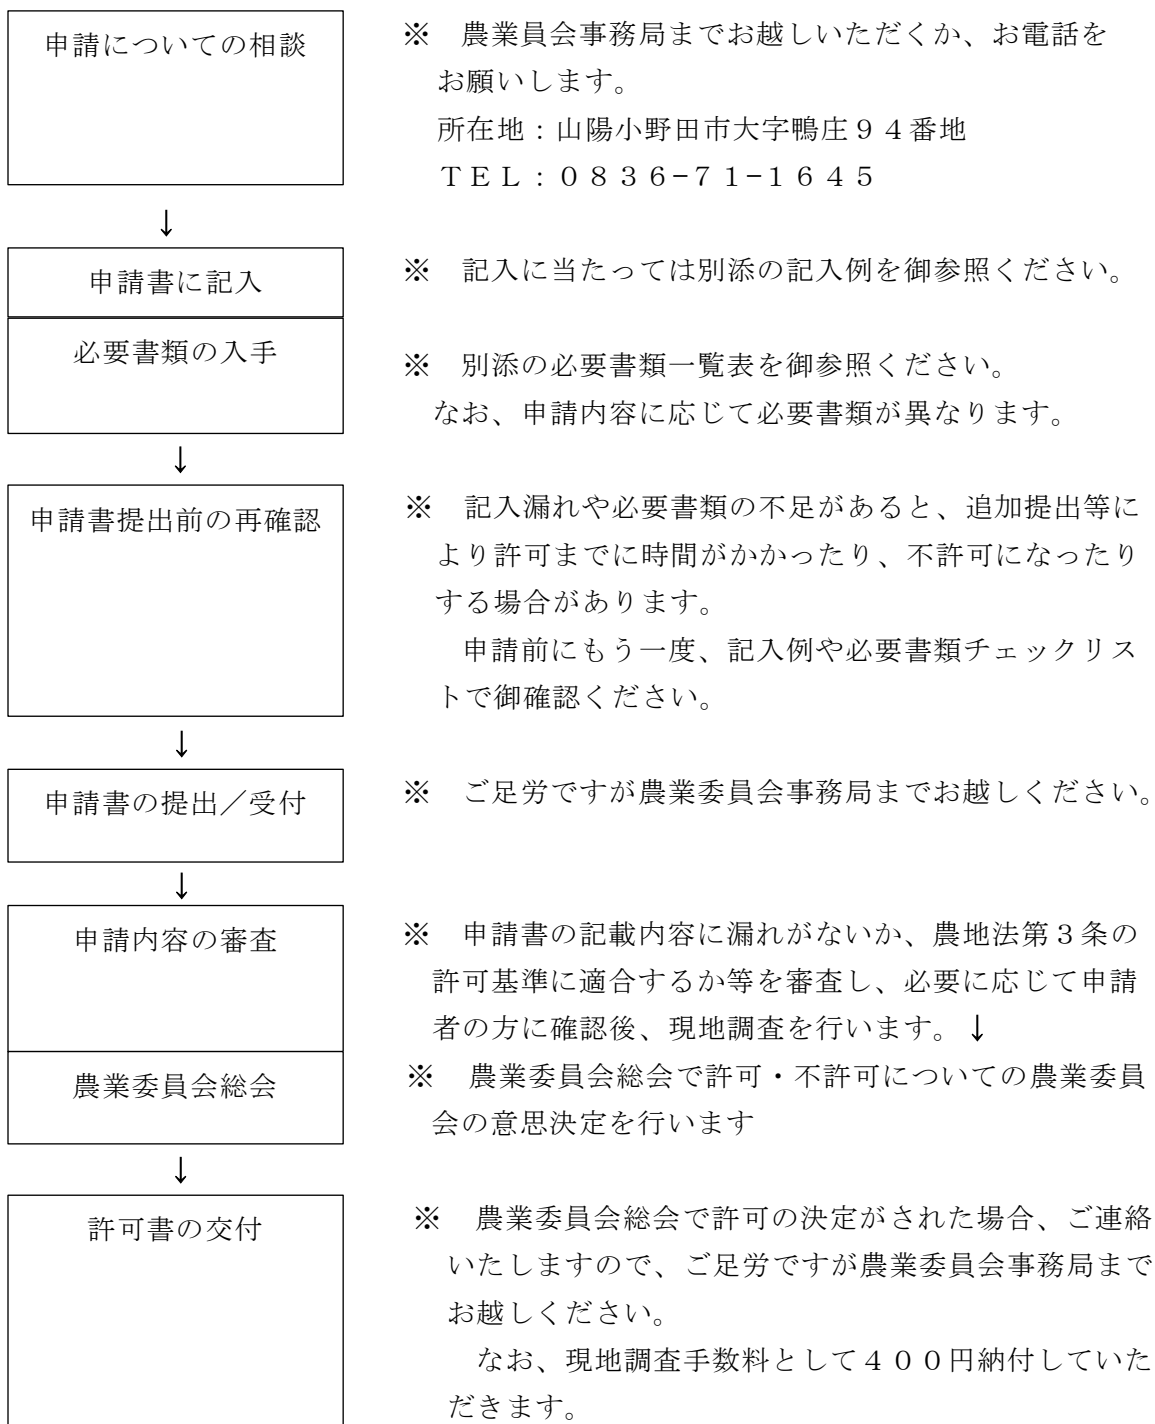 申請についての相談
※　農業員会事務局までお越しいただくか、お電話を
お願いします。
所在地：山陽小野田市大字鴨庄９４番地
ＴＥＬ：０８３６−７１−１６４５
↓
申請書に記入
※　記入に当たっては別添の記入例を御参照ください。
必要書類の入手
※　別添の必要書類一覧表を御参照ください。
なお、申請内容に応じて必要書類が異なります。
↓
申請書提出前の再確認
※　記入漏れや必要書類の不足があると、追加提出等に
より許可までに時間がかかったり、不許可になったり
する場合があります。
申請前にもう一度、記入例や必要書類チェックリス
トで御確認ください。
↓
申請書の提出／受付
※　ご足労ですが農業委員会事務局までお越しください。
↓
申請内容の審査
※　申請書の記載内容に漏れがないか、農地法第３条の
許可基準に適合するか等を審査し、必要に応じて申請
者の方に確認後、現地調査を行います。↓
農業委員会総会
※　農業委員会総会で許可・不許可についての農業委員
会の意思決定を行います
↓
許可書の交付
※　農業委員会総会で許可の決定がされた場合、ご連絡
いたしますので、ご足労ですが農業委員会事務局まで
お越しください。
なお、現地調査手数料として４００円納付していた
だきます。